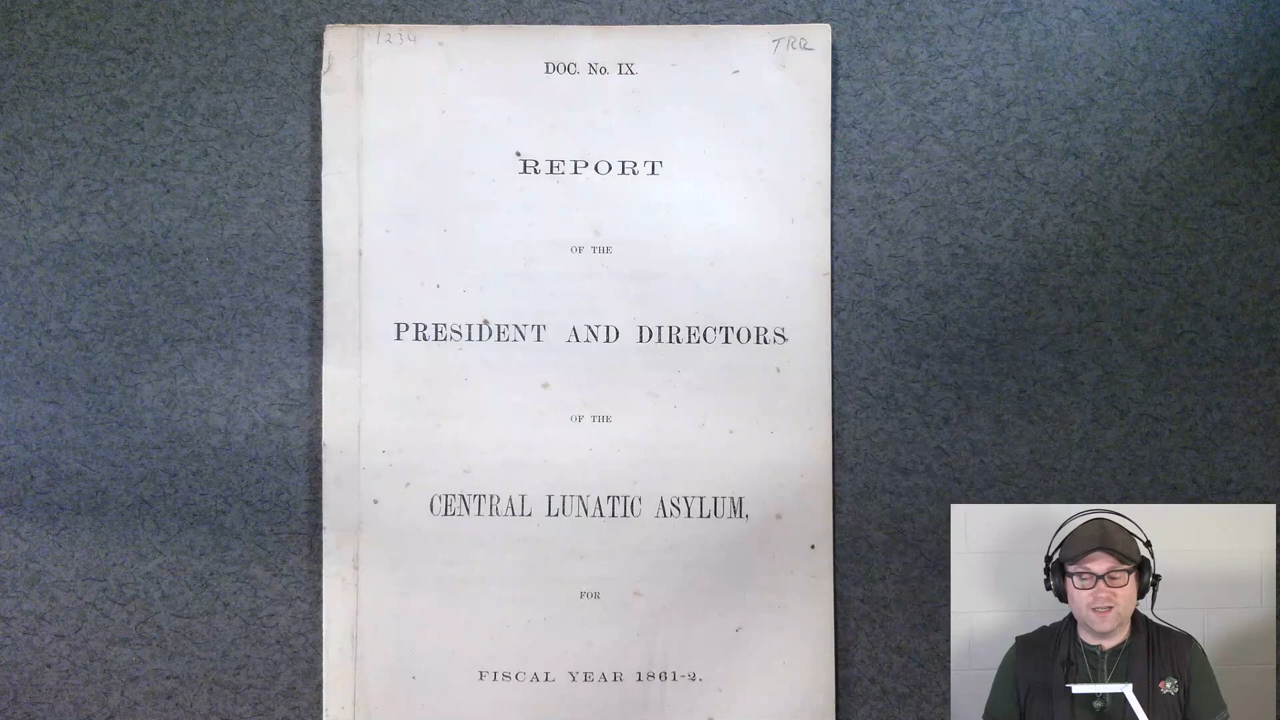 1234 TRR
DOC. No. IX.
REPORT
OF THE
PRESIDENT AND DIRECTORS
OF THE
CENTRAL LUNATIC ASYLUM,
FOR
FISCAL YEAR 1861-2.